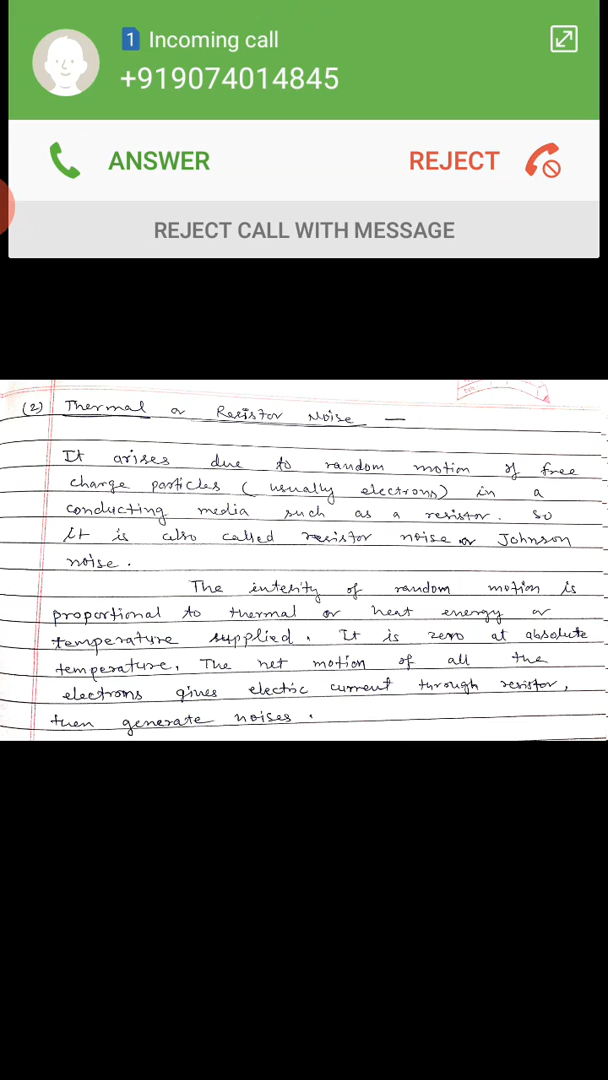 1 Incoming call
+919074014845
ANSWER REJECT
REJECT CALL WITH MESSAGE
(2) Thermal or Resistor Noise —
It arises due to random motion of free
charge particles (usually electrons) in a
conducting media such as a resistor. so
it is also called resistor noise or Johnson
noise.
The intesity of random motion is
proportional to thermal or heat energy or
temperature supplied. It is zero at absolute
temperature. The net motion of all the
electrons gives electric current through resistor,
then generate noises.